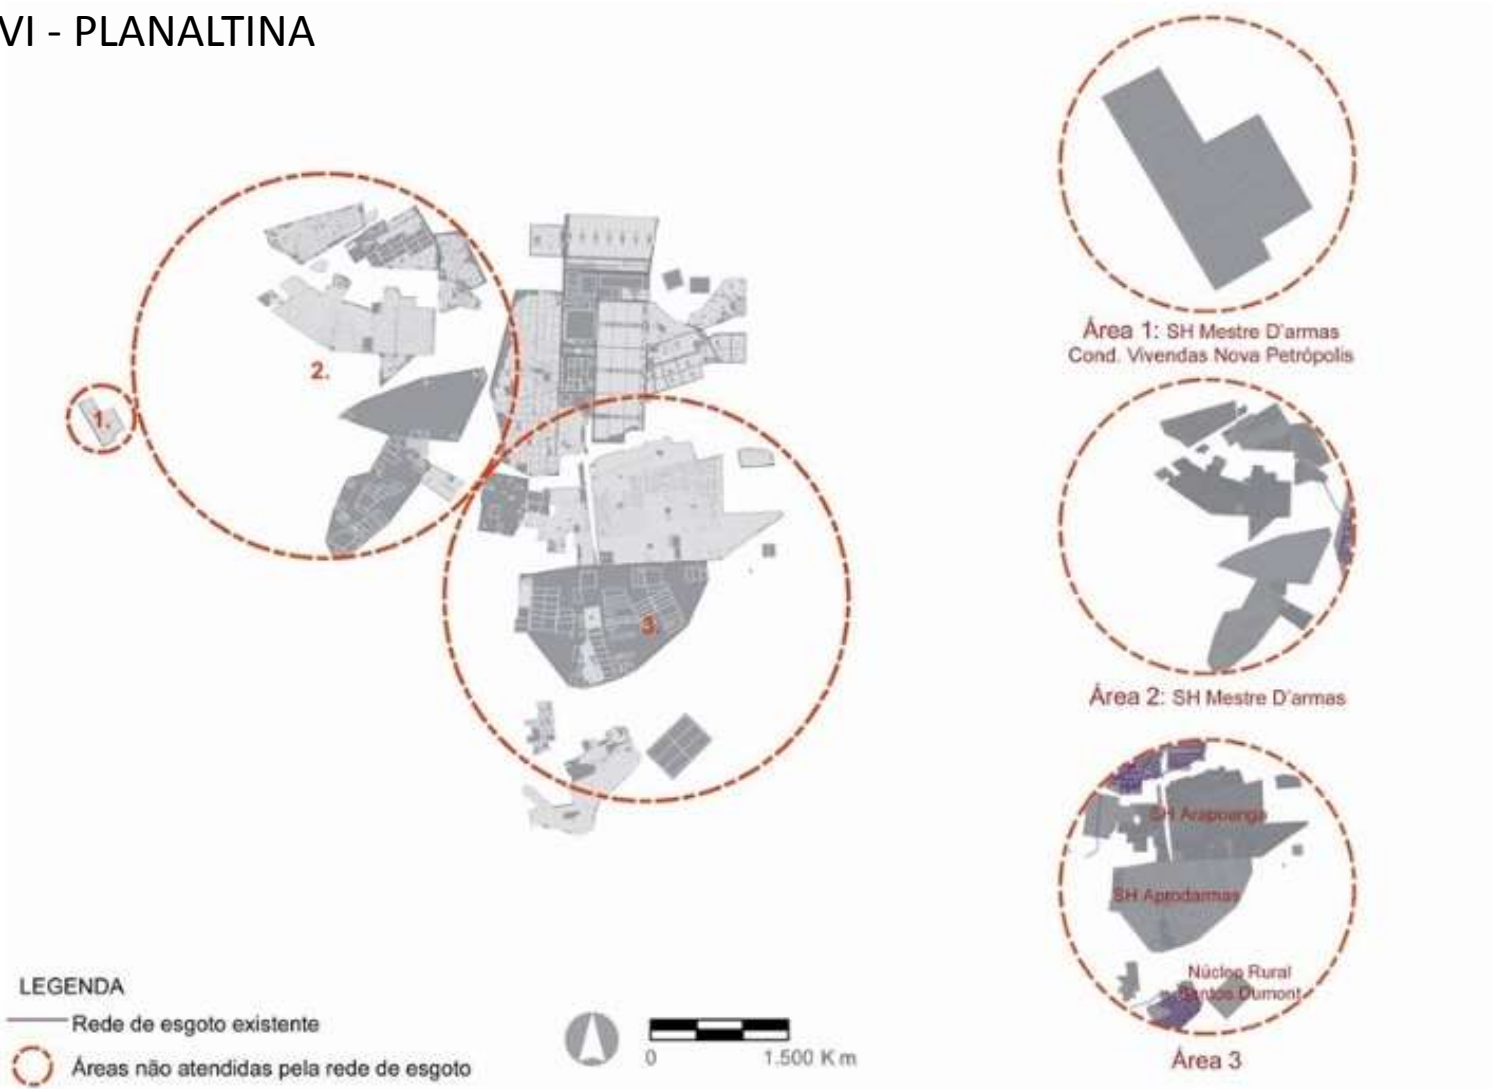 VI - PLANALTINA
1.
2.
3.
Área 1: SH Mestre D'armas
Cond. Vivendas Nova Petrópolis
Área 2: SH Mestre D'armas
SH Arapoanga
SH Aprodarmas
Núcleo Rural
Santos Dumont
Área 3
LEGENDA
Rede de esgoto existente
Áreas não atendidas pela rede de esgoto
0
1.500 Km